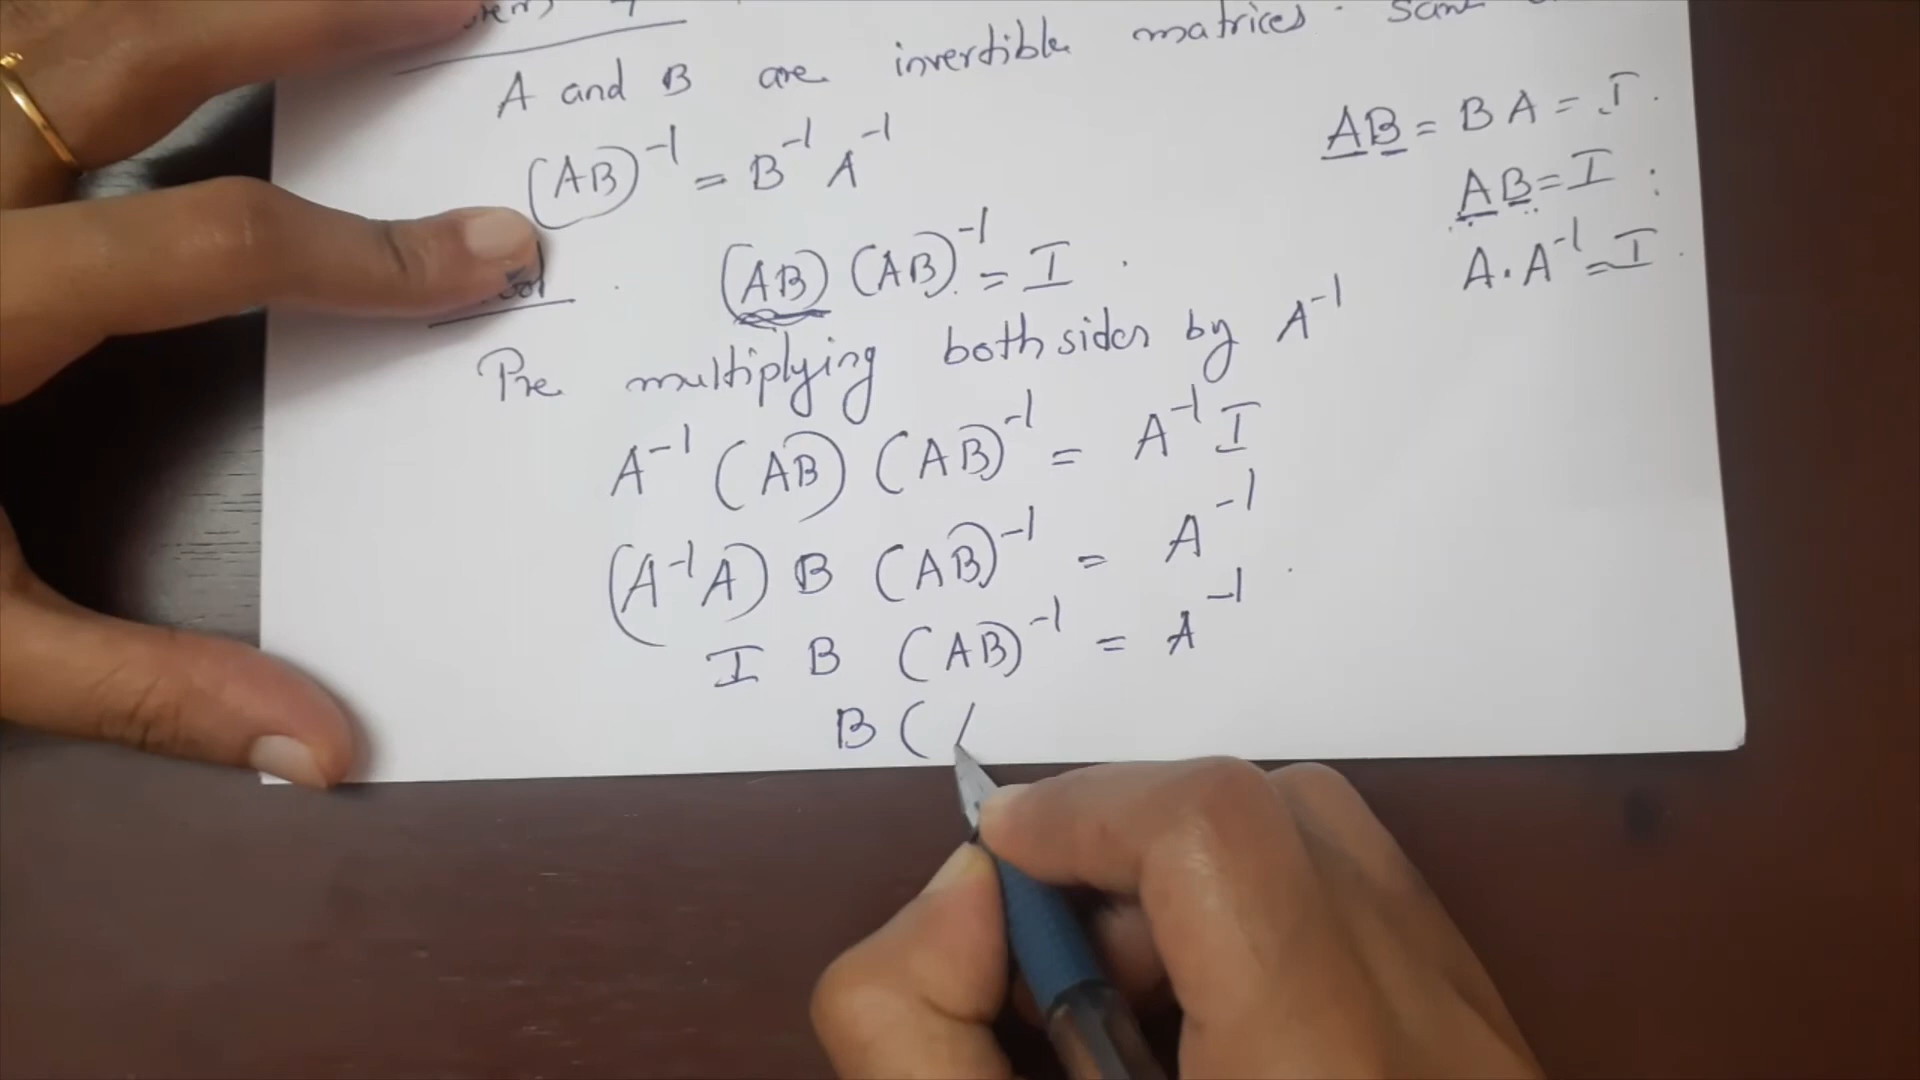 A and B are invertible matrices.
(AB)⁻¹ = B⁻¹ A⁻¹
AB = BA = I.
AB = I :
A · A⁻¹ = I .
(AB) (AB)⁻¹ = I .
Pre multiplying both sides by A⁻¹
A⁻¹ (AB) (AB)⁻¹ = A⁻¹ I
(A⁻¹A) B (AB)⁻¹ = A⁻¹
I B (AB)⁻¹ = A⁻¹
B (